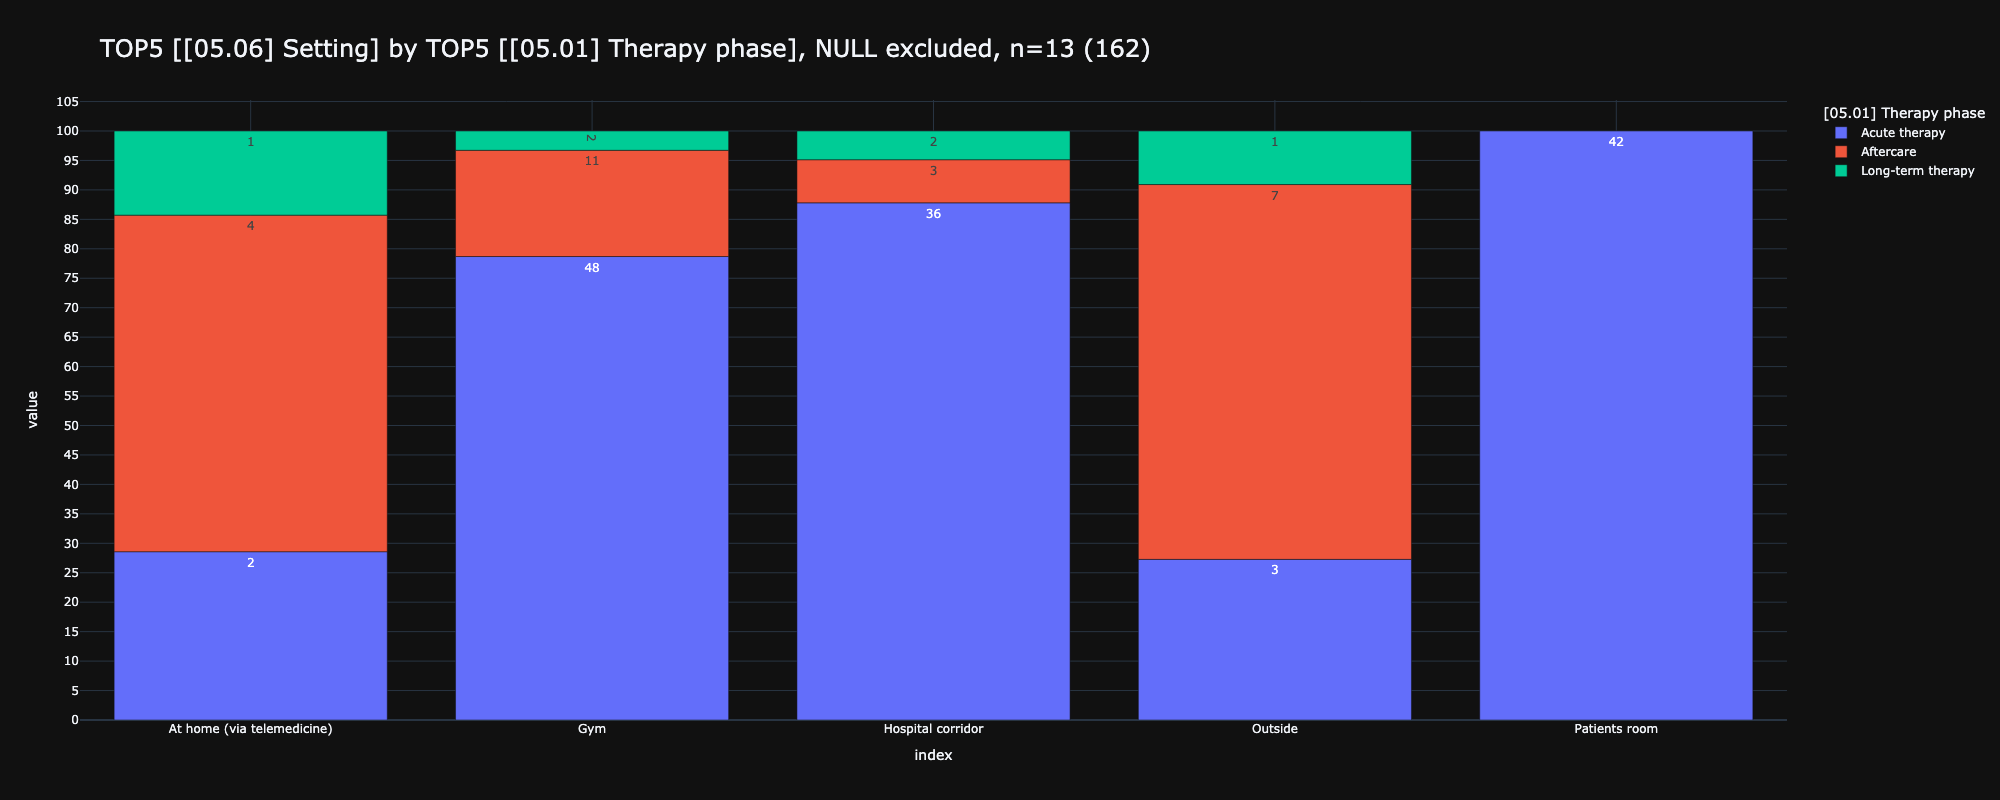 TOP5 [[05.06] Setting] by TOP5 [[05.01] Therapy phase], NULL excluded, n=13 (162)
[05.01] Therapy phase
Acute therapy
Aftercare
Long-term therapy
value
105
100
95
90
85
80
75
70
65
60
55
50
45
40
35
30
25
20
15
10
5
0
1
4
2
2
11
48
2
3
36
1
7
3
42
At home (via telemedicine)
Gym
Hospital corridor
Outside
Patients room
index